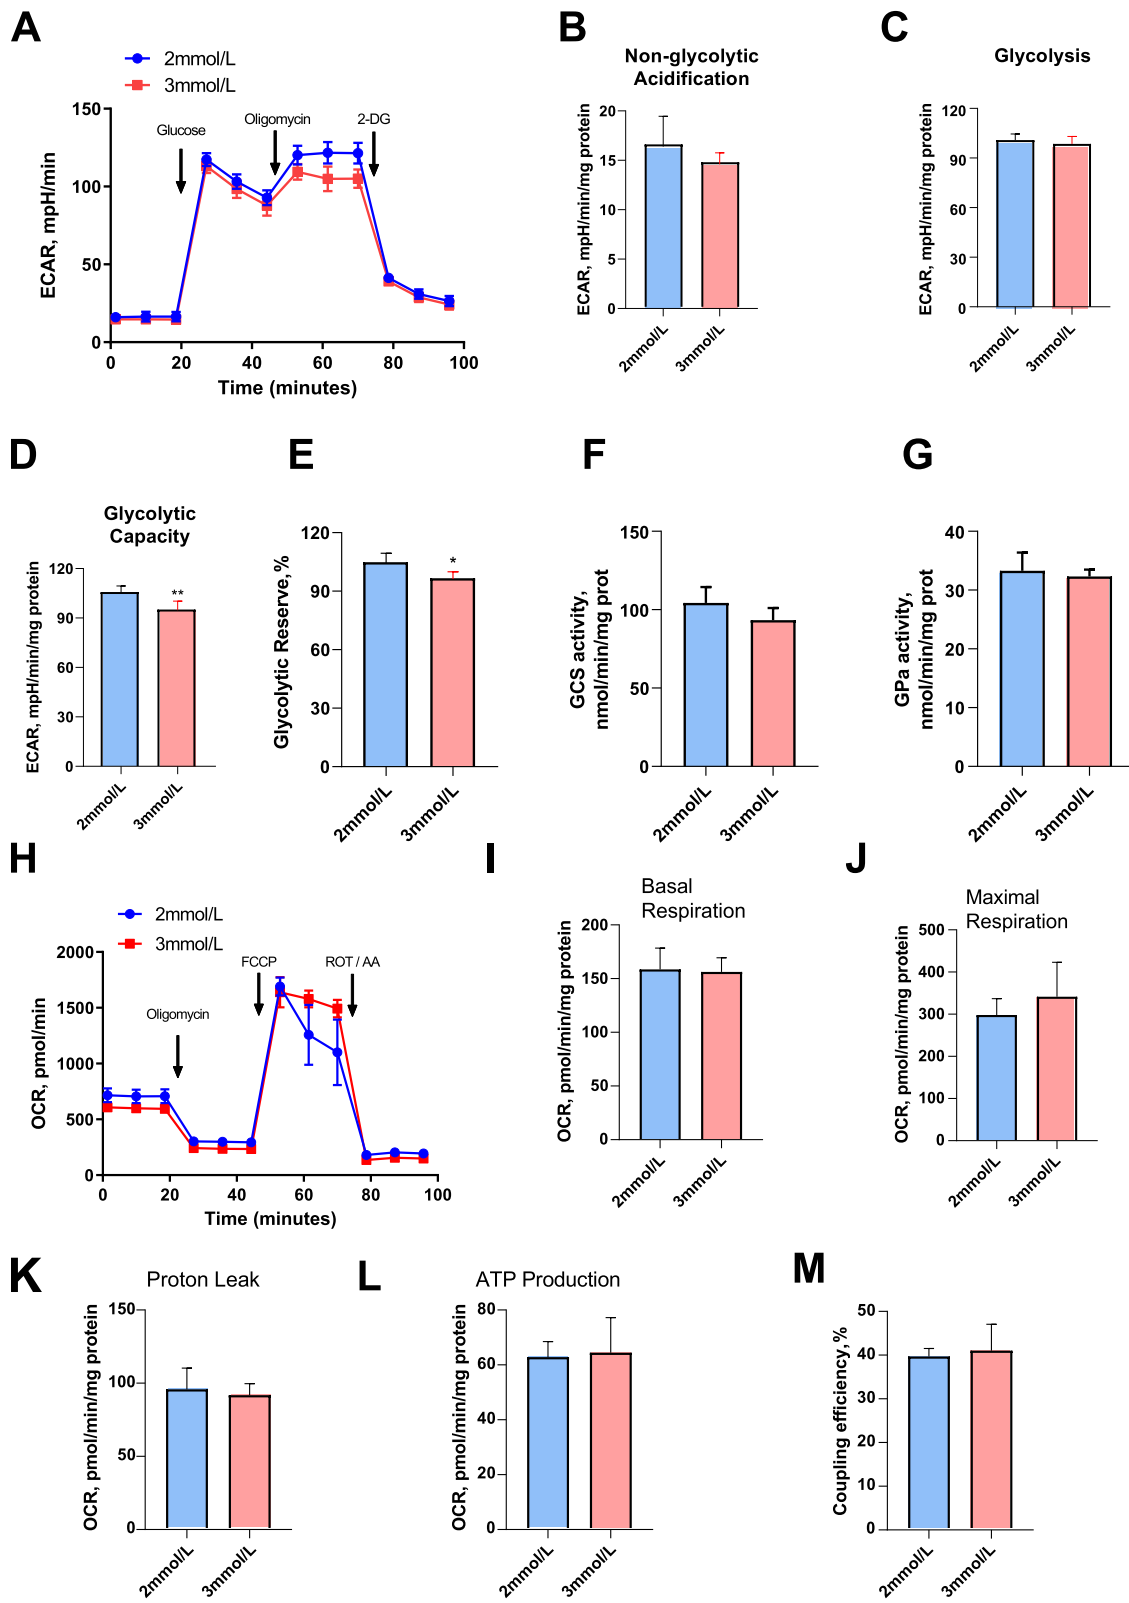 A
2mmol/L
3mmol/L
ECAR, mpH/min
150
100
50
0
Glucose
Oligomycin
2-DG
0 20 40 60 80 100
Time (minutes)
B
Non-glycolytic
Acidification
ECAR, mpH/min/mg protein
20
15
10
5
0
2mmol/L
3mmol/L
C
Glycolysis
ECAR, mpH/min/mg protein
120
90
60
30
0
2mmol/L
3mmol/L
D
Glycolytic
Capacity
ECAR, mpH/min/mg protein
120
90
60
30
0
**
2mmol/L
3mmol/L
E
Glycolytic Reserve,%
120
90
60
30
0
*
2mmol/L
3mmol/L
F
GCS activity,
nmol/min/mg prot
150
100
50
0
2mmol/L
3mmol/L
G
GPa activity,
nmol/min/mg prot
40
30
20
10
0
2mmol/L
3mmol/L
H
2mmol/L
3mmol/L
OCR, pmol/min
2000
1500
1000
500
0
Oligomycin
FCCP
ROT / AA
0 20 40 60 80 100
Time (minutes)
I
Basal
Respiration
OCR, pmol/min/mg protein
200
150
100
50
0
2mmol/L
3mmol/L
J
Maximal
Respiration
OCR, pmol/min/mg protein
500
400
300
200
100
0
2mmol/L
3mmol/L
K
Proton Leak
OCR, pmol/min/mg protein
150
100
50
0
2mmol/L
3mmol/L
L
ATP Production
OCR, pmol/min/mg protein
80
60
40
20
0
2mmol/L
3mmol/L
M
Coupling efficiency,%
50
40
30
20
10
0
2mmol/L
3mmol/L